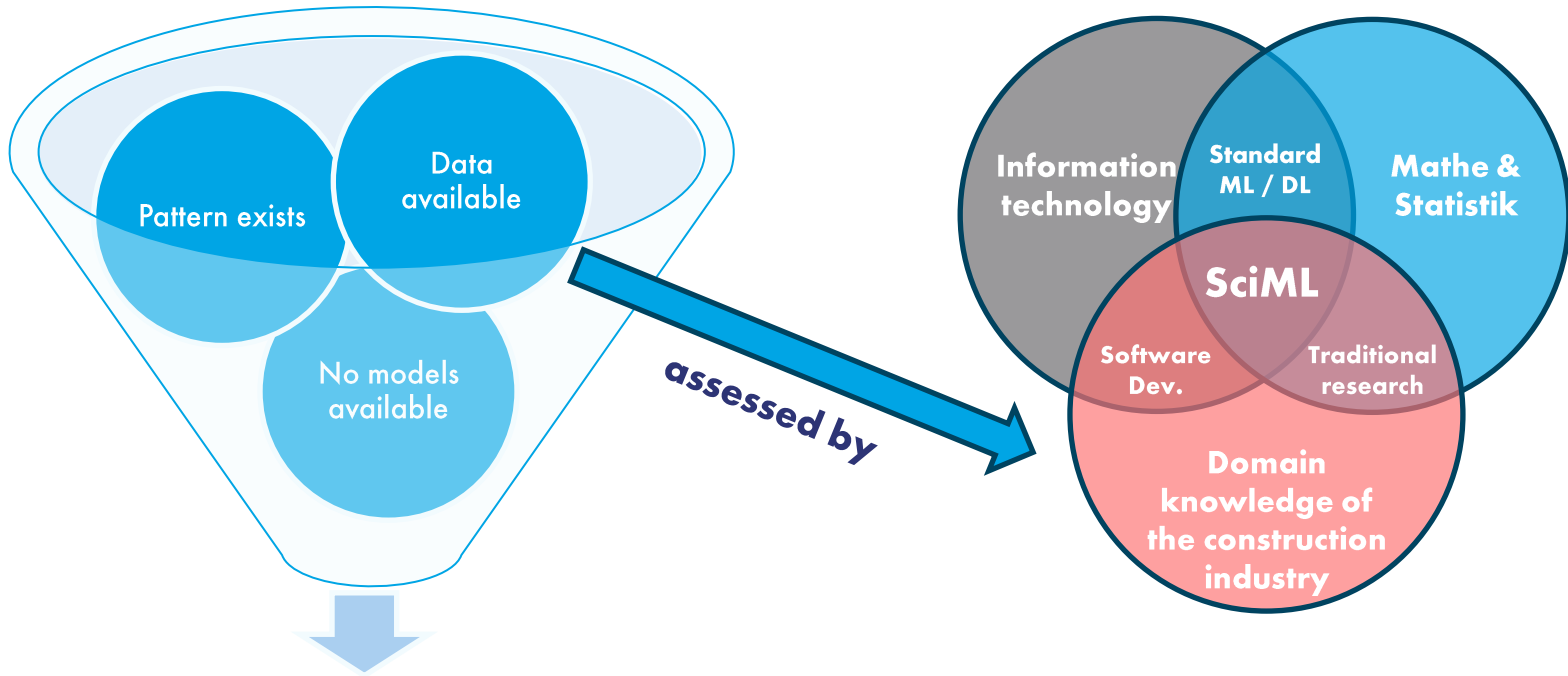 Pattern exists
Data
available
No models
available
assessed by
Information
technology
Standard
ML / DL
Mathe &
Statistik
SciML
Software
Dev.
Traditional
research
Domain
knowledge of
the construction
industry